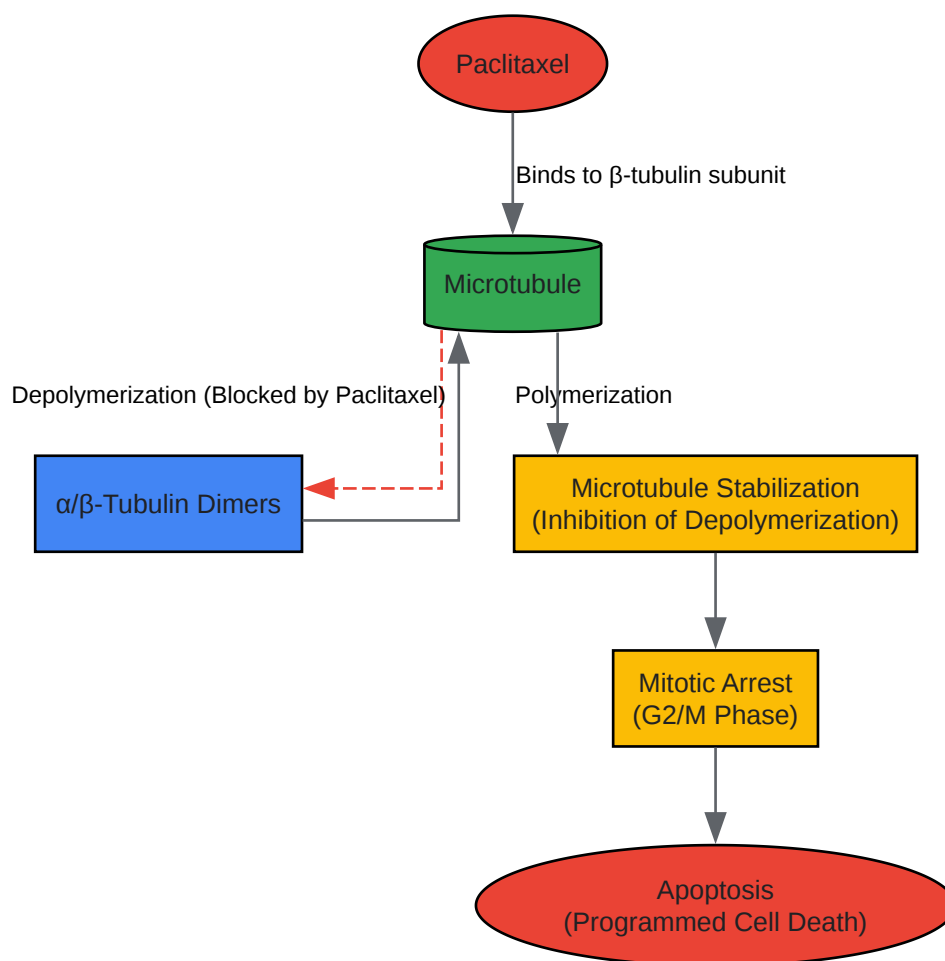 Paclitaxel
Binds to β-tubulin subunit
Microtubule
Depolymerization (Blocked by Paclitaxel)
Polymerization
α/β-Tubulin Dimers
Microtubule Stabilization
(Inhibition of Depolymerization)
Mitotic Arrest
(G2/M Phase)
Apoptosis
(Programmed Cell Death)